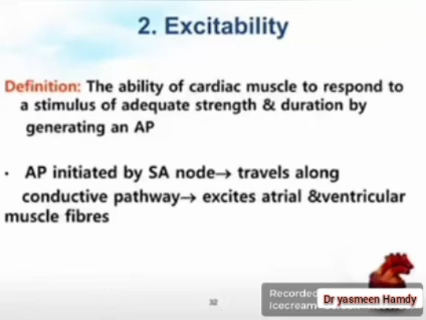 2. Excitability
Definition: The ability of cardiac muscle to respond to
a stimulus of adequate strength & duration by
generating an AP
• AP initiated by SA node→ travels along
conductive pathway→ excites atrial &ventricular
muscle fibres
32
Recorded
Icecream
Dr yasmeen Hamdy